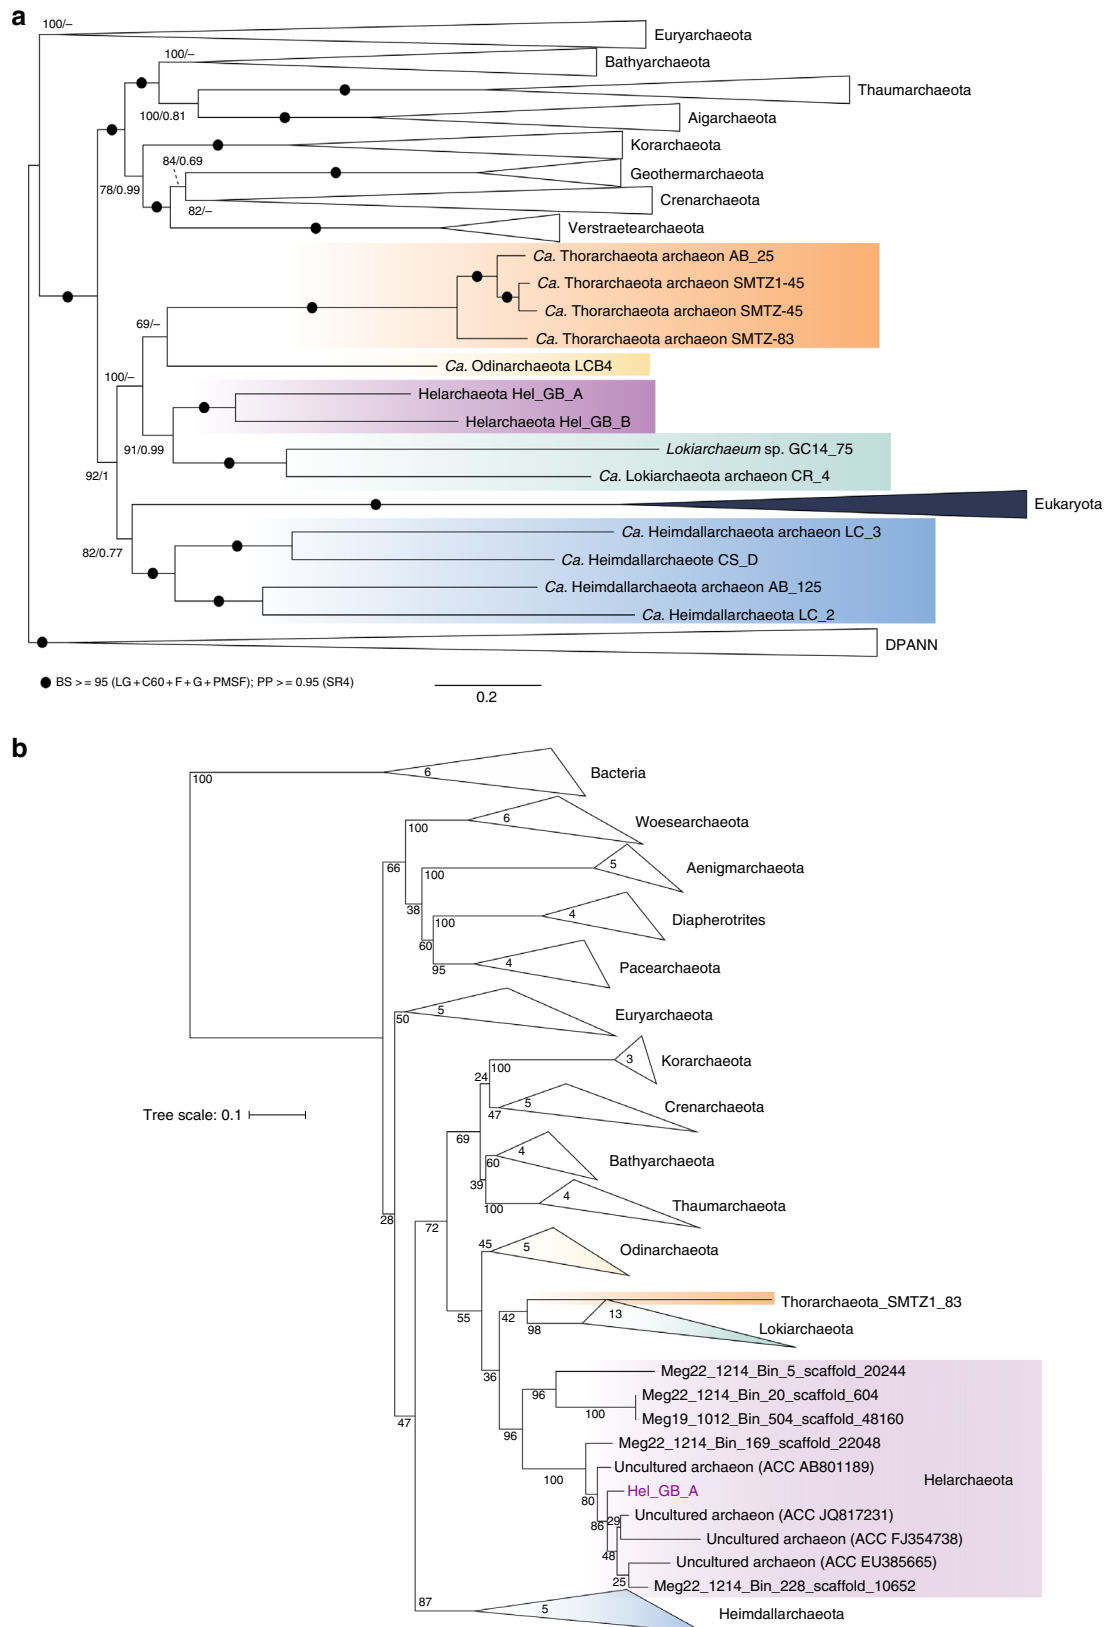 a
100/–
Euryarchaeota
100/–
Bathyarchaeota
Thaumarchaeota
100/0.81
Aigarchaeota
Korarchaeota
84/0.69
Geothermarchaeota
78/0.99
Crenarchaeota
82/–
Verstraetearchaeota
Ca. Thorarchaeota archaeon AB_25
Ca. Thorarchaeota archaeon SMTZ1-45
Ca. Thorarchaeota archaeon SMTZ-45
69/–
Ca. Thorarchaeota archaeon SMTZ-83
Ca. Odinarchaeota LCB4
100/–
Helarchaeota Hel_GB_A
Helarchaeota Hel_GB_B
91/0.99
Lokiarchaeum sp. GC14_75
92/1
Ca. Lokiarchaeota archaeon CR_4
Eukaryota
Ca. Heimdallarchaeota archaeon LC_3
82/0.77
Ca. Heimdallarchaeote CS_D
Ca. Heimdallarchaeota archaeon AB_125
Ca. Heimdallarchaeota LC_2
DPANN
BS >= 95 (LG + C60 + F + G + PMSF); PP >= 0.95 (SR4)
0.2
b
100
6
Bacteria
6
Woesearchaeota
100
66
5
Aenigmarchaeota
100
38
4
Diapherotrites
100
60
4
Pacearchaeota
95
5
Euryarchaeota
50
3
Korarchaeota
100
24
5
Crenarchaeota
47
Tree scale: 0.1
69
4
Bathyarchaeota
60
39
4
Thaumarchaeota
100
28
72
45
5
Odinarchaeota
Thorarchaeota_SMTZ1_83
55
42
13
98
Lokiarchaeota
36
Meg22_1214_Bin_5_scaffold_20244
96
Meg22_1214_Bin_20_scaffold_604
100
Meg19_1012_Bin_504_scaffold_48160
47
96
Meg22_1214_Bin_169_scaffold_22048
100
Uncultured archaeon (ACC AB801189)
Helarchaeota
80
Hel_GB_A
86
29
Uncultured archaeon (ACC JQ817231)
Uncultured archaeon (ACC FJ354738)
48
Uncultured archaeon (ACC EU385665)
25
Meg22_1214_Bin_228_scaffold_10652
87
5
Heimdallarchaeota